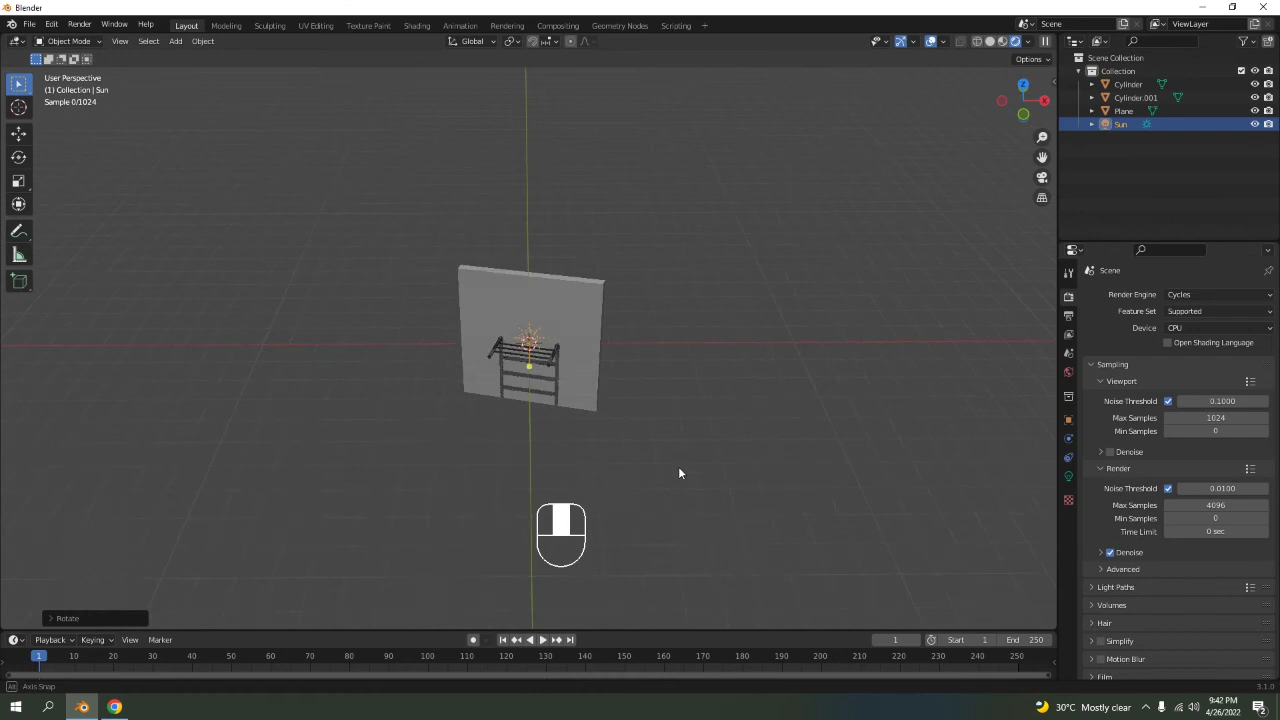 Blender
File Edit Render Window Help Layout Modeling Sculpting UV Editing Texture Paint Shading Animation Rendering Compositing Geometry Nodes Scripting + Scene ViewLayer
Object Mode View Select Add Object Global
Options
User Perspective
(1) Collection | Sun
Sample 0/1024
Z
X
Scene Collection
Collection
Cylinder
Cylinder.001
Plane
Sun
Scene
Render Engine Cycles
Feature Set Supported
Device CPU
Open Shading Language
Sampling
Viewport
Noise Threshold 0.1000
Max Samples 1024
Min Samples 0
Denoise
Render
Noise Threshold 0.0100
Max Samples 4096
Min Samples 0
Time Limit 0 sec
Denoise
Advanced
Light Paths
Volumes
Hair
Simplify
Motion Blur
Film
Rotate
Playback Keying View Marker 1 Start 1 End 250
1 10 20 30 40 50 60 70 80 90 100 110 120 130 140 150 160 170 180 190 200 210 220 230 240 250
Axis Snap 3.1.0
30°C Mostly clear 9:42 PM
4/26/2022 2